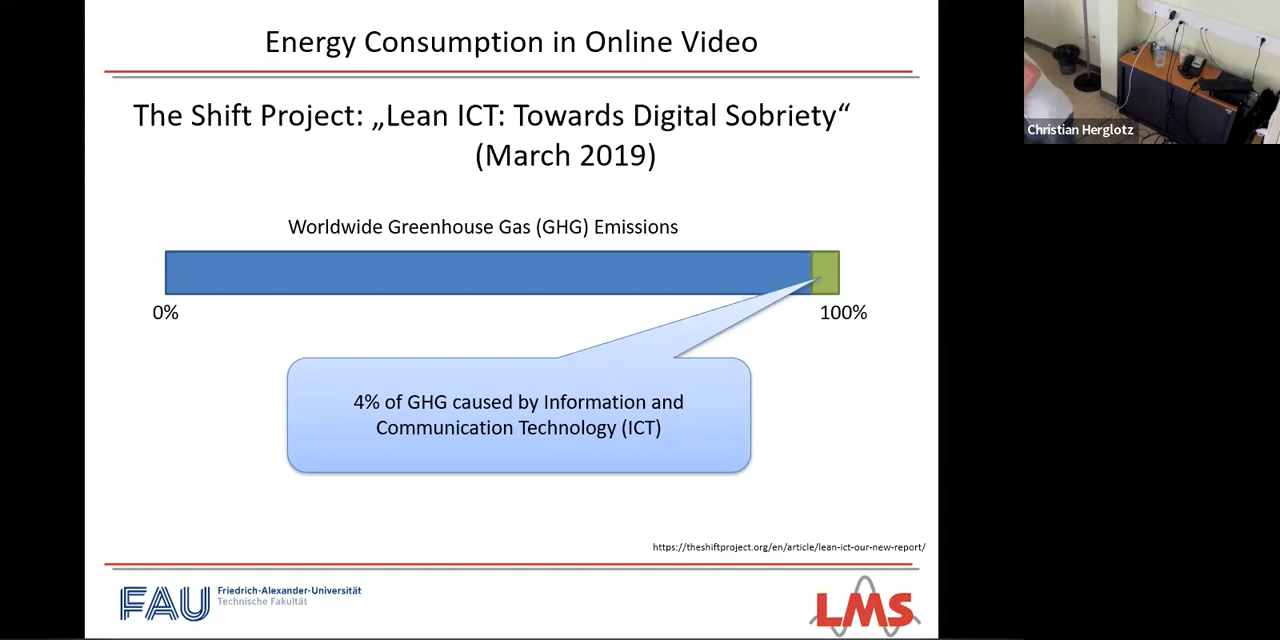 Energy Consumption in Online Video
The Shift Project: „Lean ICT: Towards Digital Sobriety“
(March 2019)
Worldwide Greenhouse Gas (GHG) Emissions
0%
100%
4% of GHG caused by Information and
Communication Technology (ICT)
https://theshiftproject.org/en/article/lean-ict-our-new-report/
FAU
Friedrich-Alexander-Universität
Technische Fakultät
LMS
Christian Herglotz